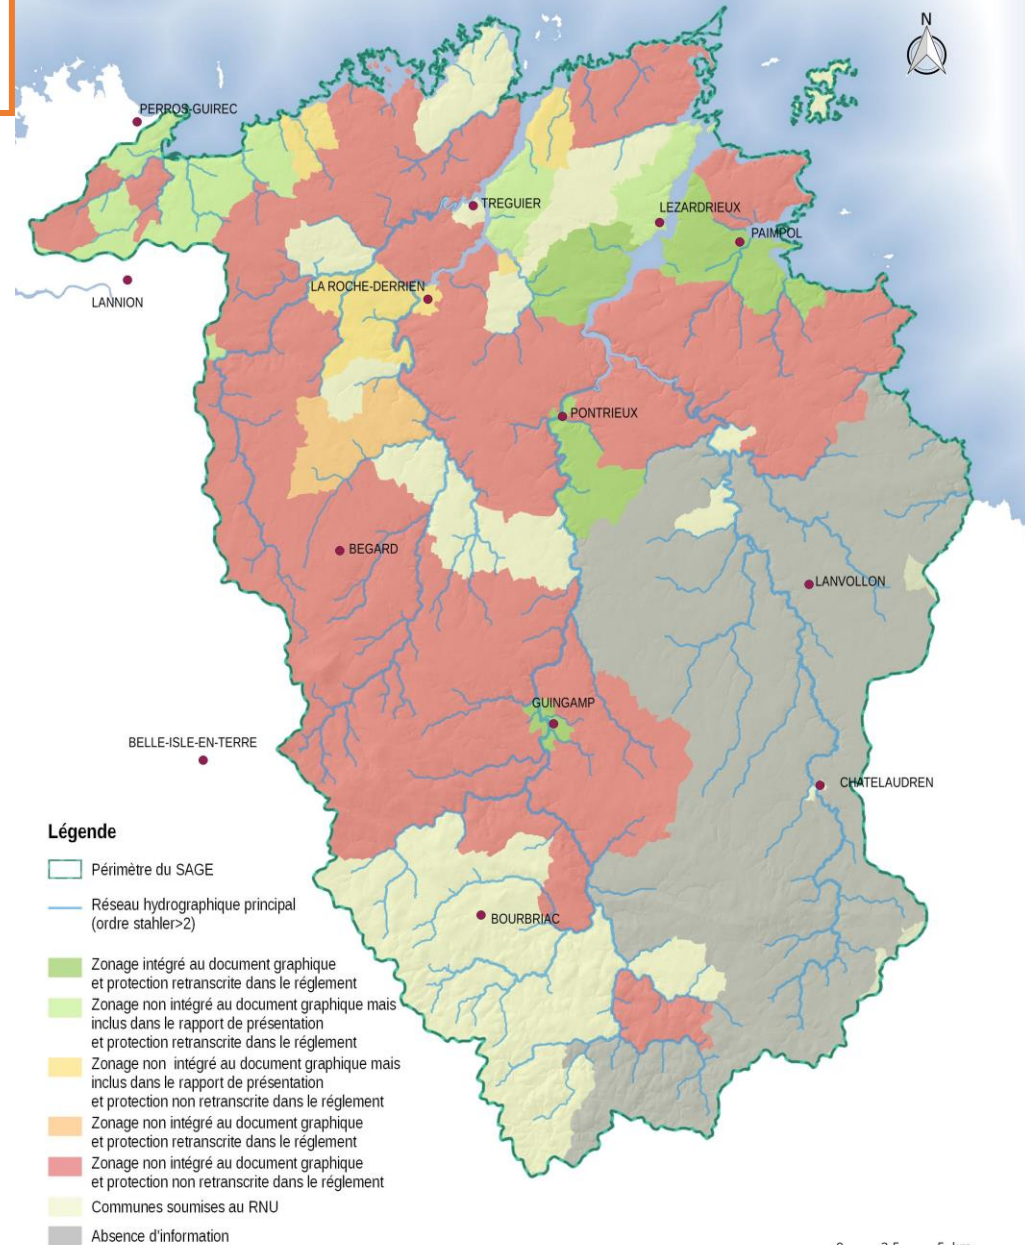 N
PERROS-GUIREC
TREGUIER
LEZARDRIEUX
PAIMPOL
LANNION
LA ROCHE-DERRIEN
PONTRIEUX
BEGARD
LANVOLLON
GUINGAMP
BELLE-ISLE-EN-TERRE
CHATELAUDREN
BOURBRIAC
Légende
Périmètre du SAGE
Réseau hydrographique principal
(ordre stahler>2)
Zonage intégré au document graphique
et protection retranscrite dans le réglement
Zonage non intégré au document graphique mais
inclus dans le rapport de présentation
et protection retranscrite dans le réglement
Zonage non intégré au document graphique mais
inclus dans le rapport de présentation
et protection non retranscrite dans le réglement
Zonage non intégré au document graphique
et protection retranscrite dans le réglement
Zonage non intégré au document graphique
et protection non retranscrite dans le réglement
Communes soumises au RNU
Absence d'information